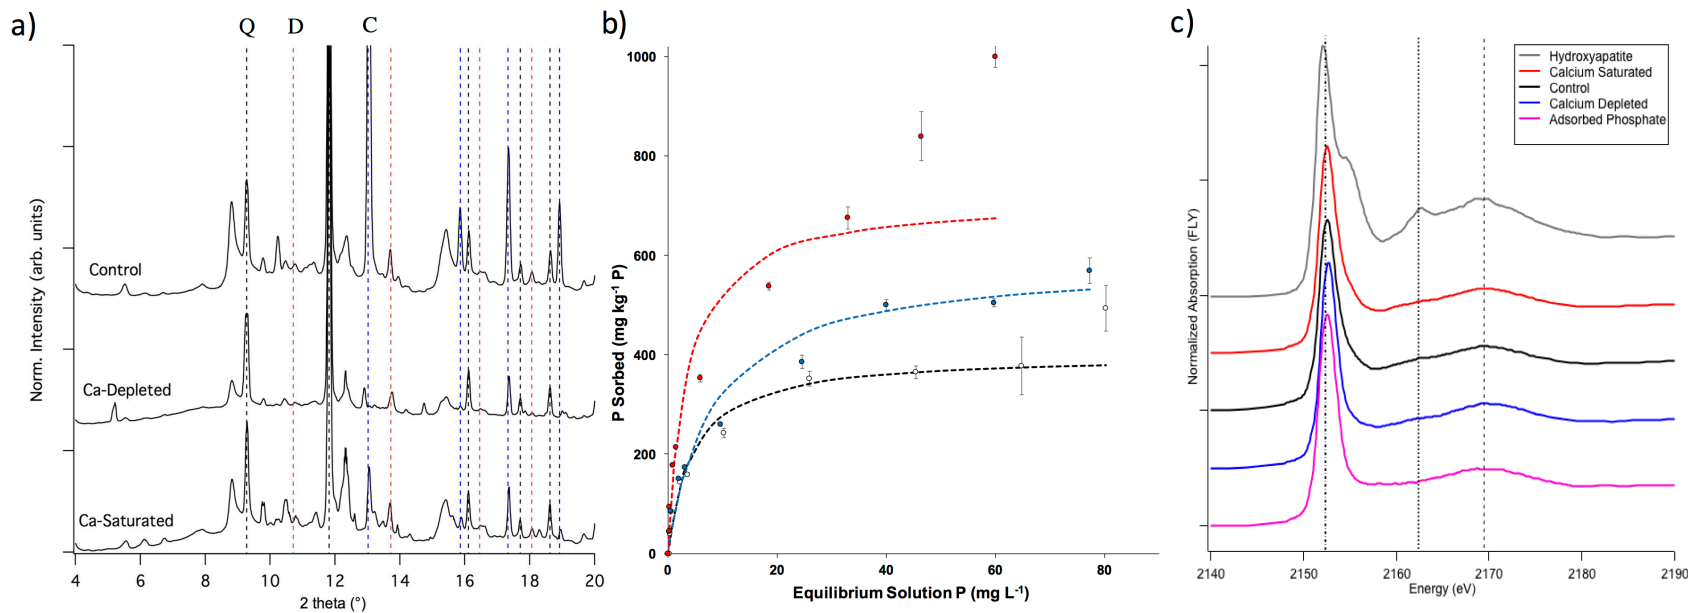 a)
Q D C
Norm. Intensity (arb. units)
Control
Ca-Depleted
Ca-Saturated
4 6 8 10 12 14 16 18 20
2 theta (°)
b)
P Sorbed (mg kg-1 P)
1000
800
600
400
200
0
0 20 40 60 80
Equilibrium Solution P (mg L-1)
c)
Normalized Absorption (FLY)
Hydroxyapatite
Calcium Saturated
Control
Calcium Depleted
Adsorbed Phosphate
2140 2150 2160 2170 2180 2190
Energy (eV)